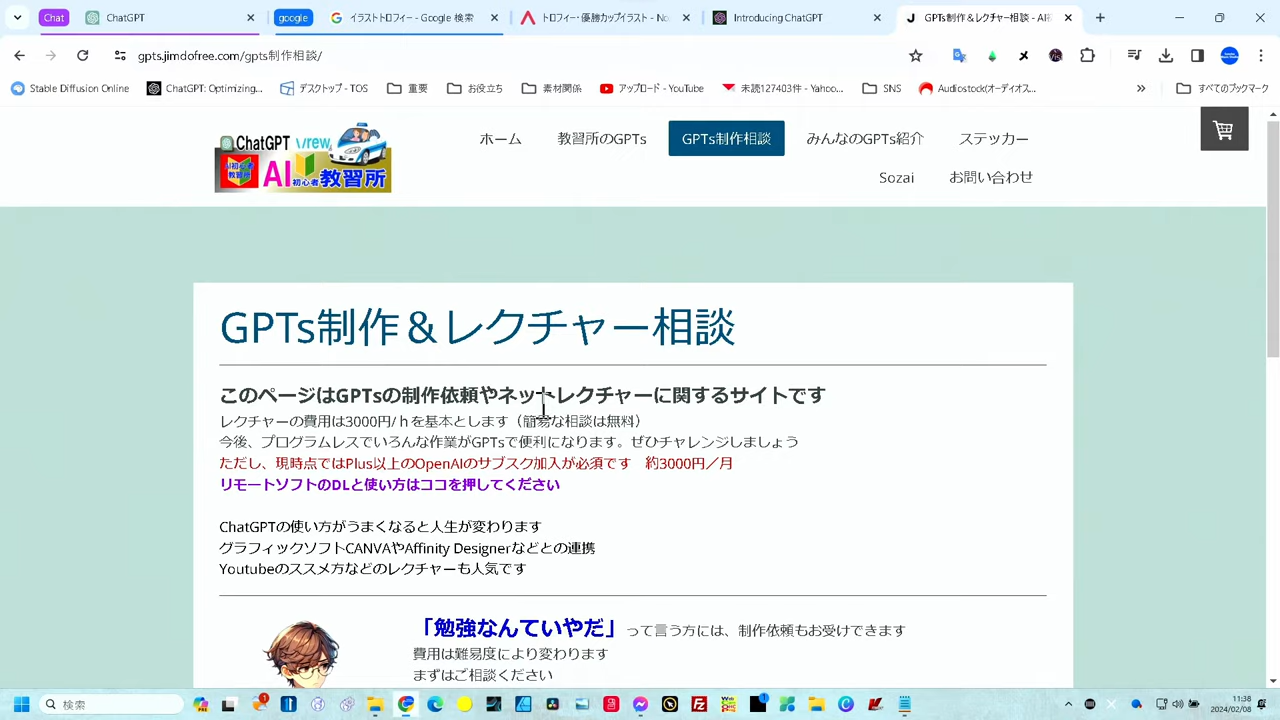 Chat
ChatGPT
google
イラストトロフィー - Google 検索
トロフィー・優勝カップイラスト - No
Introducing ChatGPT
GPTs制作&レクチャー相談 - AI初
gpts.jimdofree.com/gpts制作相談/
Stable Diffusion Online
ChatGPT: Optimizing...
デスクトップ - TOS
重要
お役立ち
素材関係
アップロード - YouTube
未読127403件 - Yahoo...
SNS
Audiostock(オーディオス...
»
すべてのブックマーク
ChatGPT Vrew
AI初心者教習所
AI初心者教習所
ホーム
教習所のGPTs
GPTs制作相談
みんなのGPTs紹介
ステッカー
Sozai
お問い合わせ
GPTs制作&レクチャー相談
このページはGPTsの制作依頼やネットレクチャーに関するサイトです
レクチャーの費用は3000円/ｈを基本とします（簡易な相談は無料）
今後、プログラムレスでいろんな作業がGPTsで便利になります。ぜひチャレンジしましょう
ただし、現時点ではPlus以上のOpenAIのサブスク加入が必須です　約3000円／月
リモートソフトのDLと使い方はココを押してください
ChatGPTの使い方がうまくなると人生が変わります
グラフィックソフトCANVAやAffinity Designerなどとの連携
Youtubeのススメ方などのレクチャーも人気です
「勉強なんていやだ」って言う方には、制作依頼もお受けできます
費用は難易度により変わります
まずはご相談ください
検索
11:38
2024/02/08